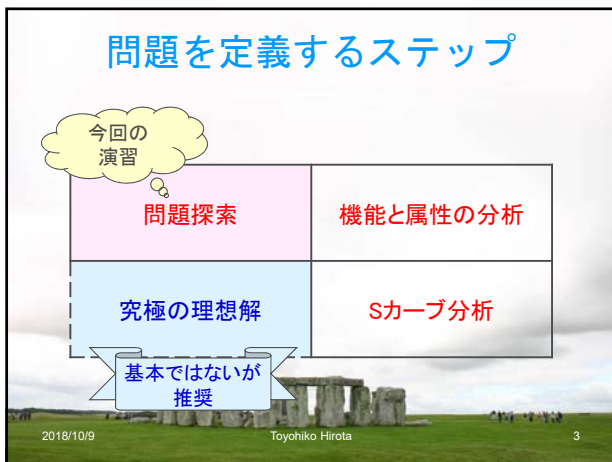 問題を定義するステップ
今回の
演習
問題探索
機能と属性の分析
究極の理想解
Sカーブ分析
基本ではないが
推奨
2018/10/9
Toyohiko Hirota
3